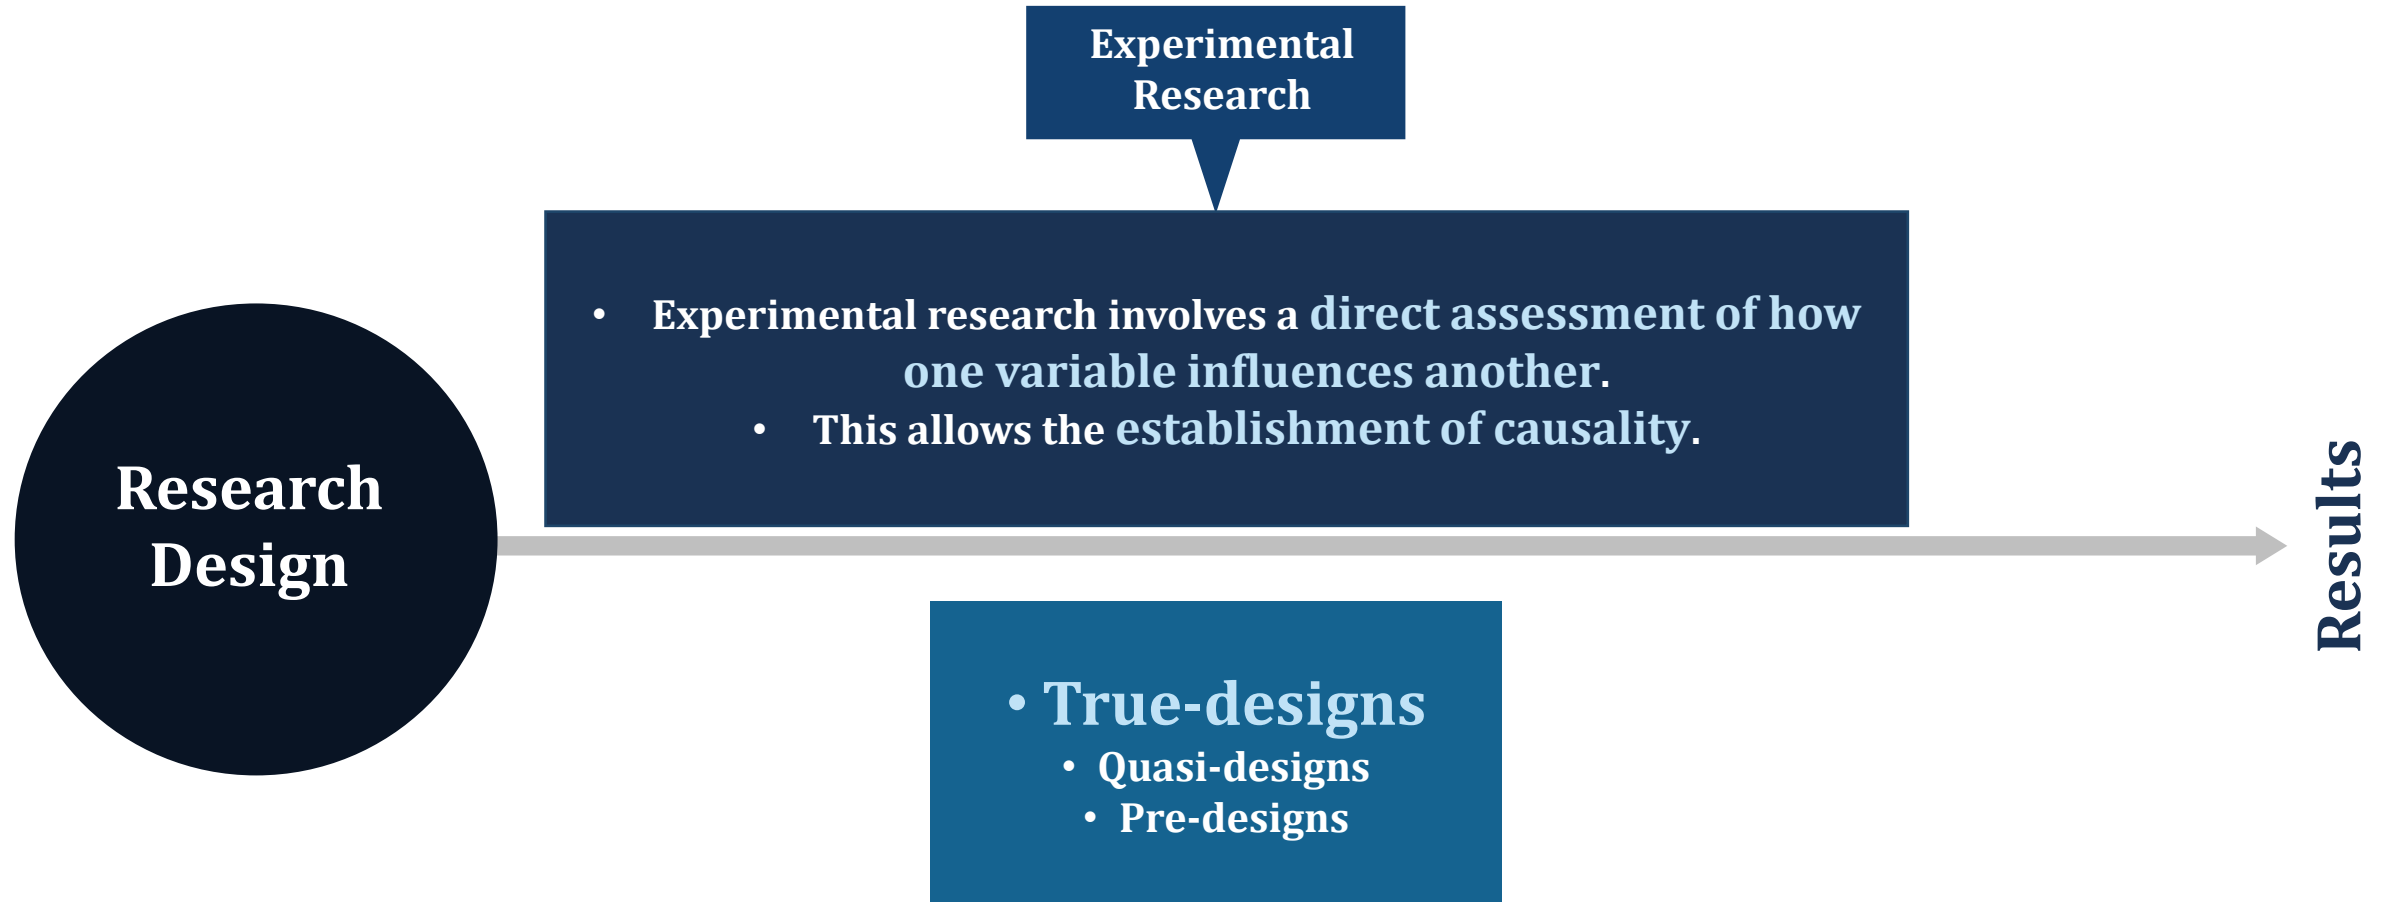 Experimental
Research
• Experimental research involves a direct assessment of how
one variable influences another.
• This allows the establishment of causality.
Research
Design
Results
• True-designs
• Quasi-designs
• Pre-designs